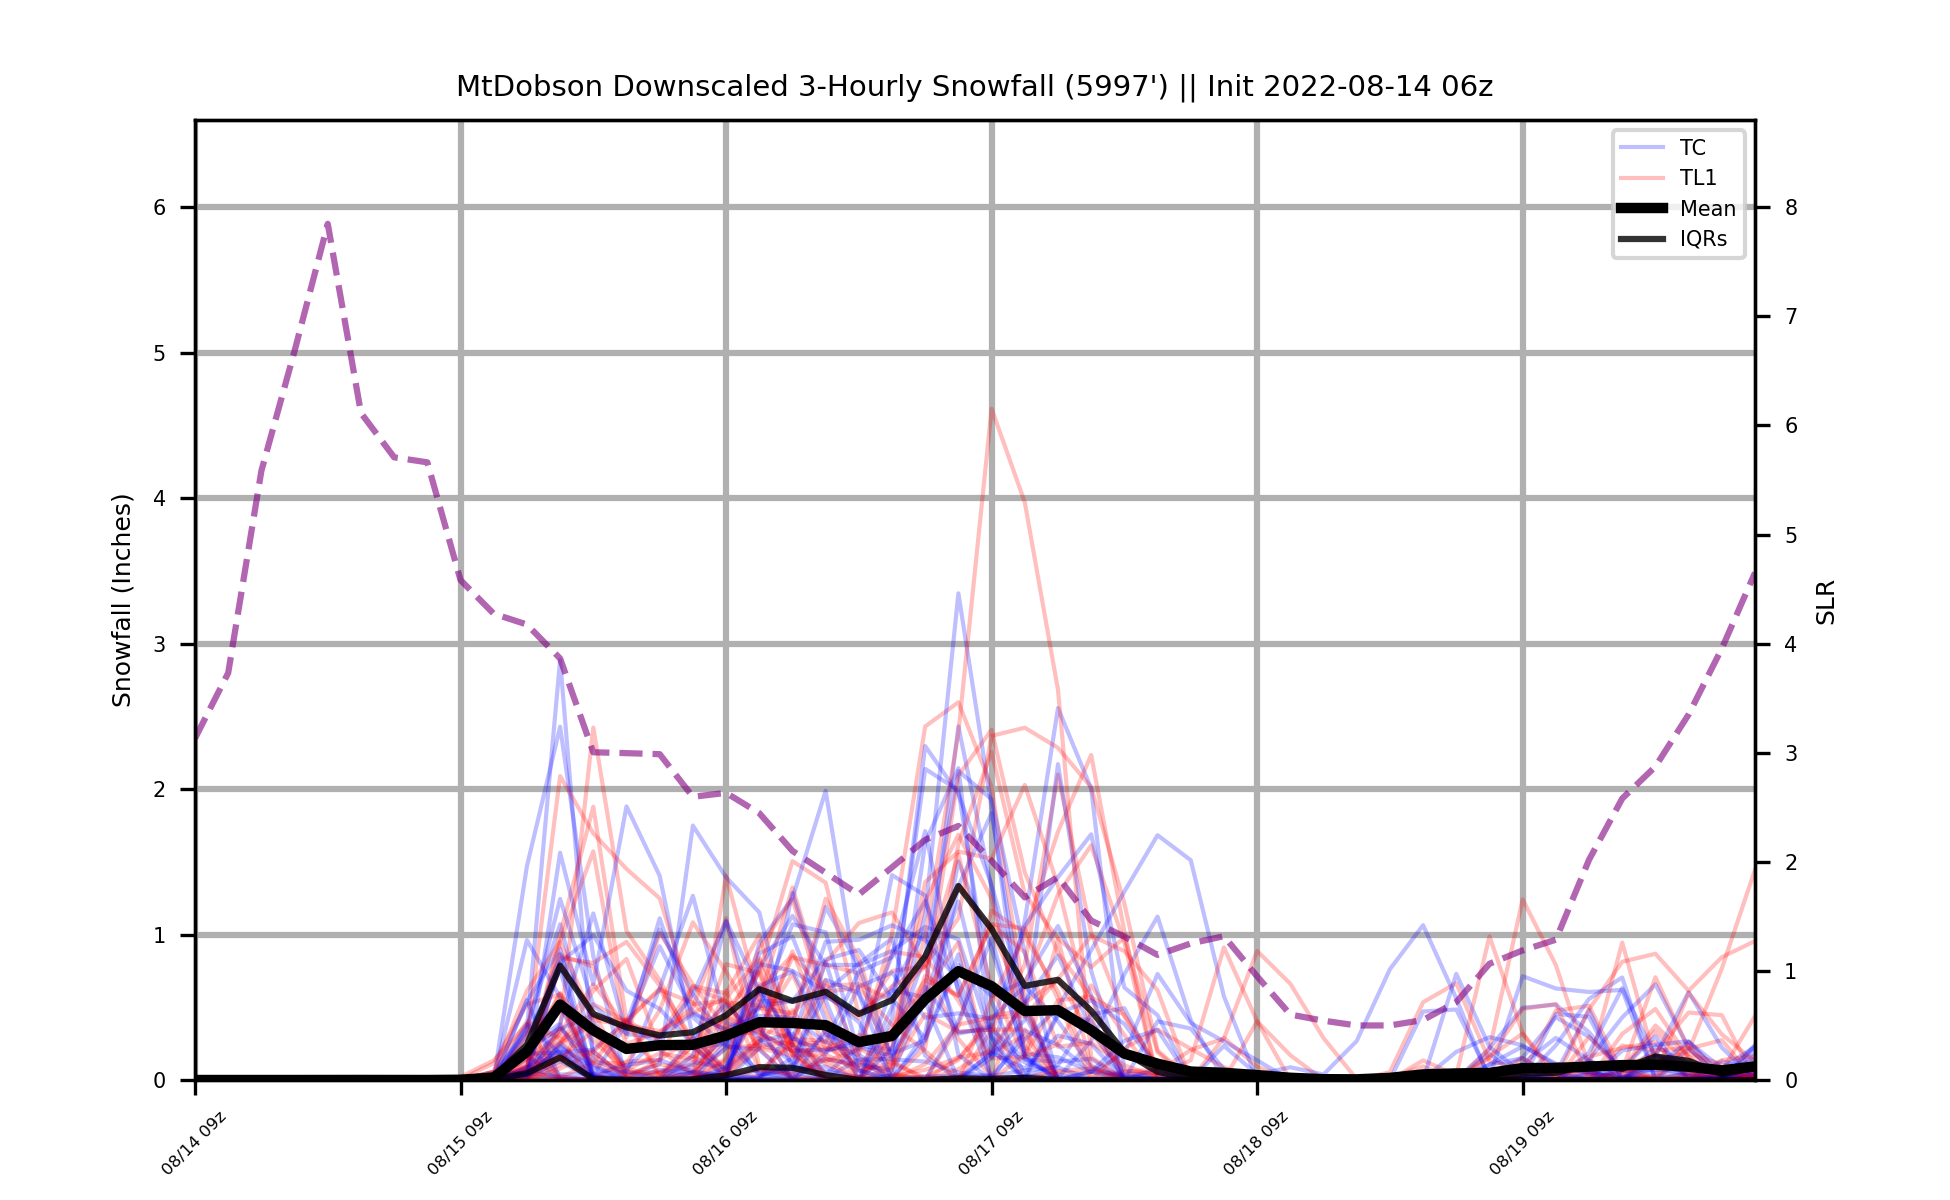 MtDobson Downscaled 3-Hourly Snowfall (5997') || Init 2022-08-14 06z
TC
TL1
Mean
IQRs
6
5
4
3
2
1
0
Snowfall (Inches)
8
7
6
5
4
3
2
1
0
SLR
08/14 09z
08/15 09z
08/16 09z
08/17 09z
08/18 09z
08/19 09z